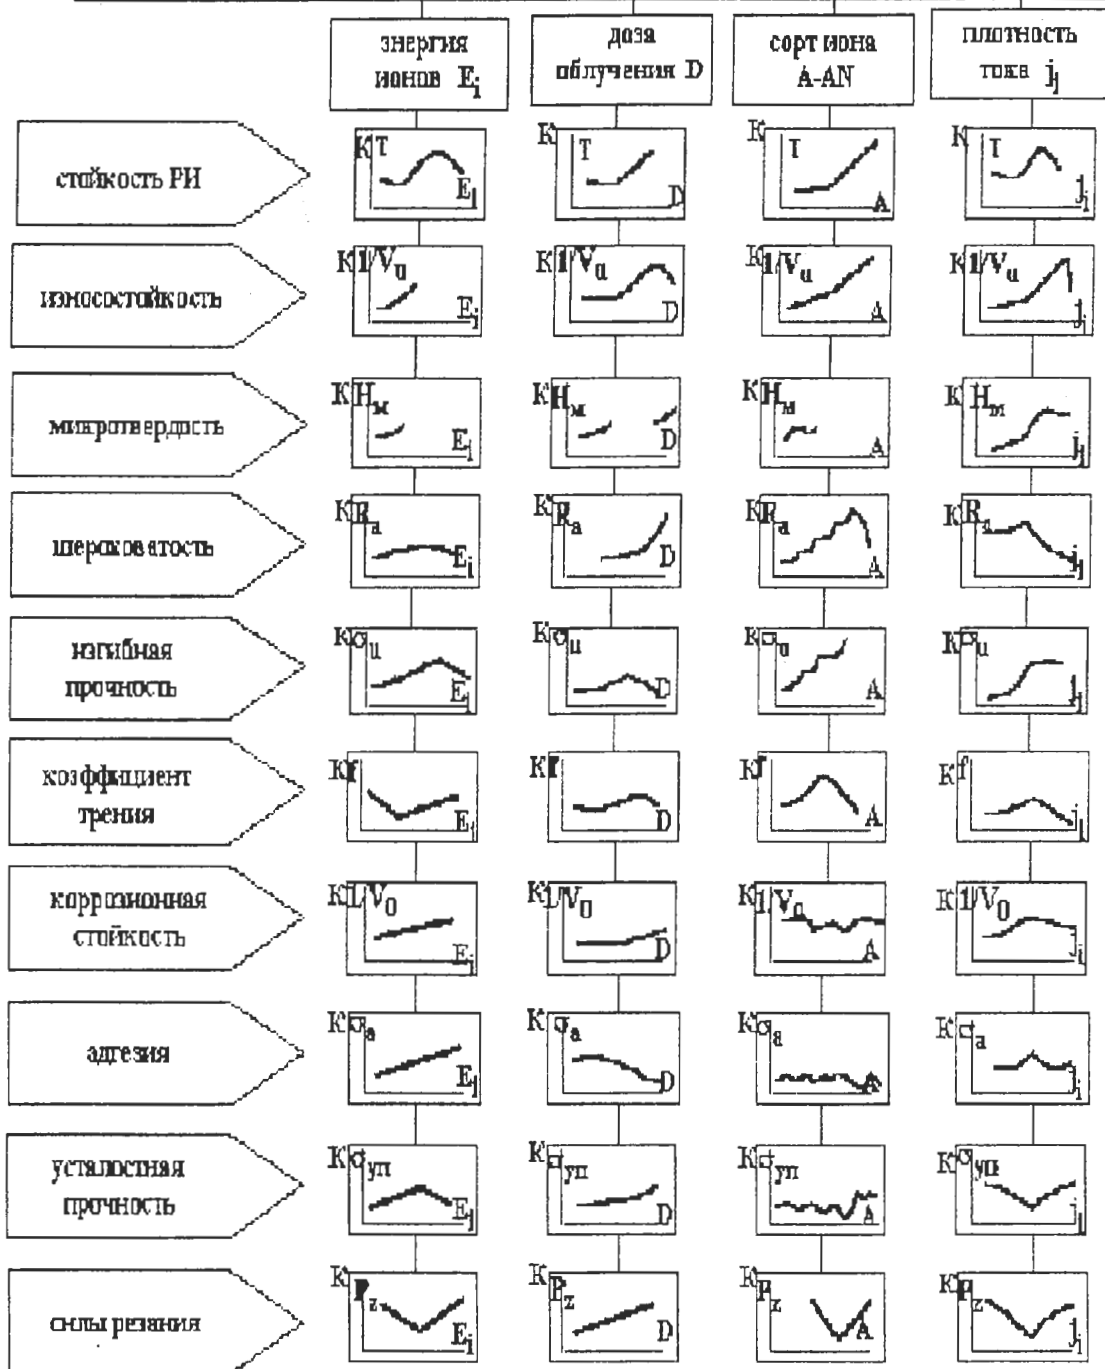 энергия
ионов Ei
доза
облучения D
сорт иона
A-AN
плотность
тока ji
стойкость РИ
K T Ei
K T D
K T A
K T ji
износостойкость
K 1/Vu Ei
K 1/Vu D
K 1/Vu A
K 1/Vu ji
микротвердость
K Hм Ei
K Hм D
K Hм A
K Hм ji
шероховатость
K Ra Ei
K Ra D
K Ra A
K Ra ji
изгибная
прочность
K σu Ei
K σu D
K σu A
K σu ji
коэффициент
трения
K f Ei
K f D
K f A
K f ji
коррозионная
стойкость
K 1/V0 Ei
K 1/V0 D
K 1/V0 A
K 1/V0 ji
адгезия
K σa Ei
K σa D
K σa A
K σa ji
усталостная
прочность
K σуп Ei
K σуп D
K σуп A
K σуп ji
силы резания
K Pz Ei
K Pz D
K Pz A
K Pz ji